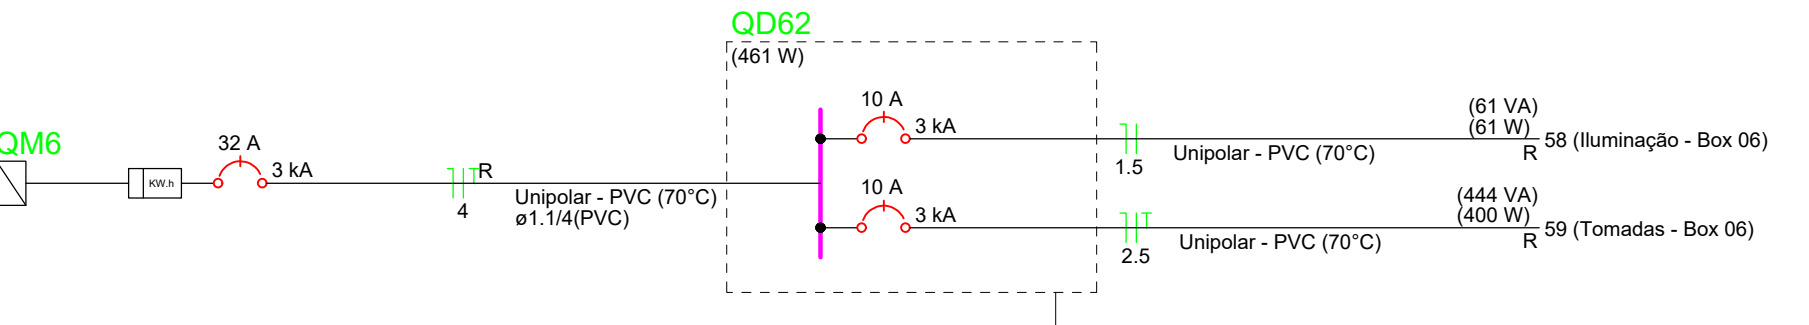 QD62
(461 W)
QM6
KW.h
32 A
3 kA
R
4
Unipolar - PVC (70°C)
ø1.1/4(PVC)
10 A
3 kA
1.5
Unipolar - PVC (70°C)
(61 VA)
(61 W)
R
58 (Iluminação - Box 06)
10 A
3 kA
2.5
Unipolar - PVC (70°C)
(444 VA)
(400 W)
R
59 (Tomadas - Box 06)